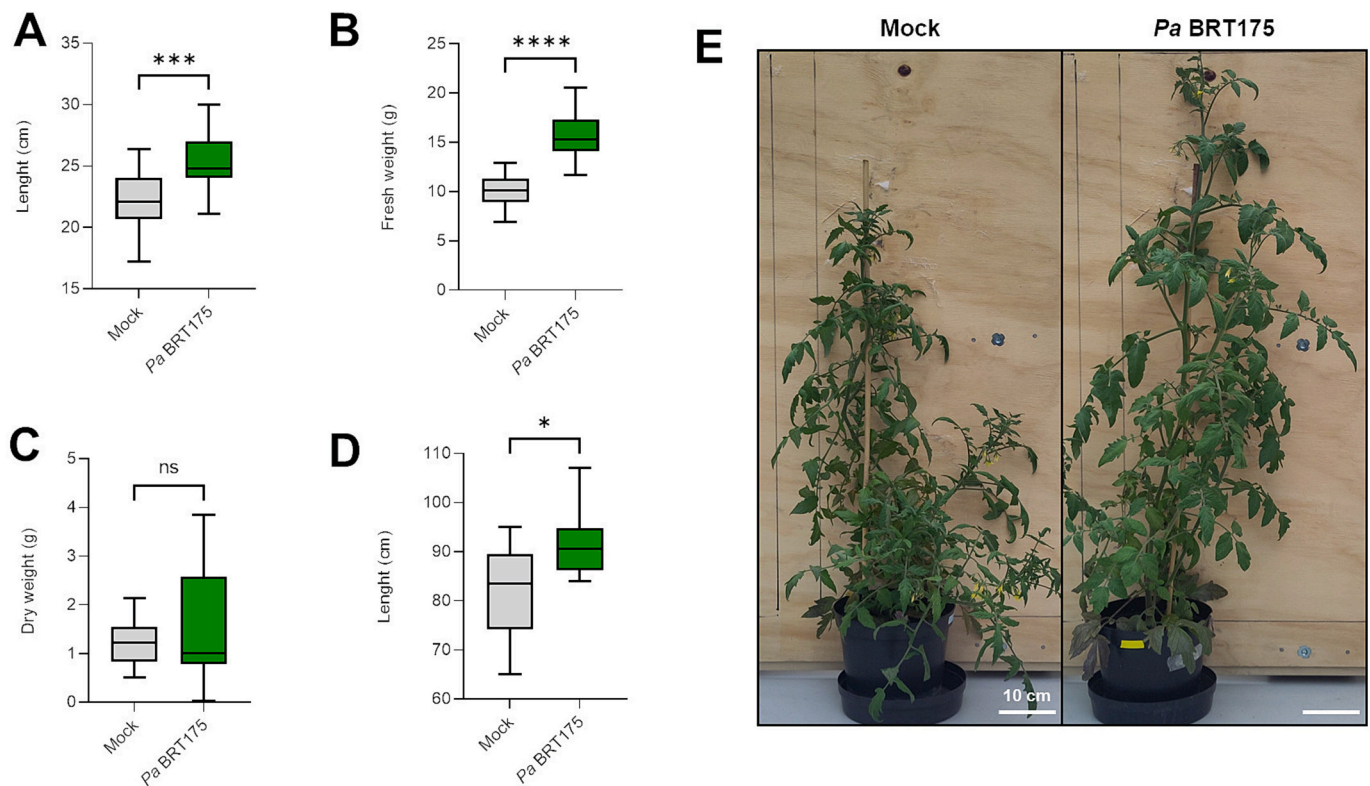 A
35
30
25
20
15
Lenght (cm)
***
Mock
Pa BRT175
B
25
20
15
10
5
0
Fresh weight (g)
****
Mock
Pa BRT175
C
5
4
3
2
1
0
Dry weight (g)
ns
Mock
Pa BRT175
D
110
100
90
80
70
60
Lenght (cm)
*
Mock
Pa BRT175
E
Mock
Pa BRT175
10 cm